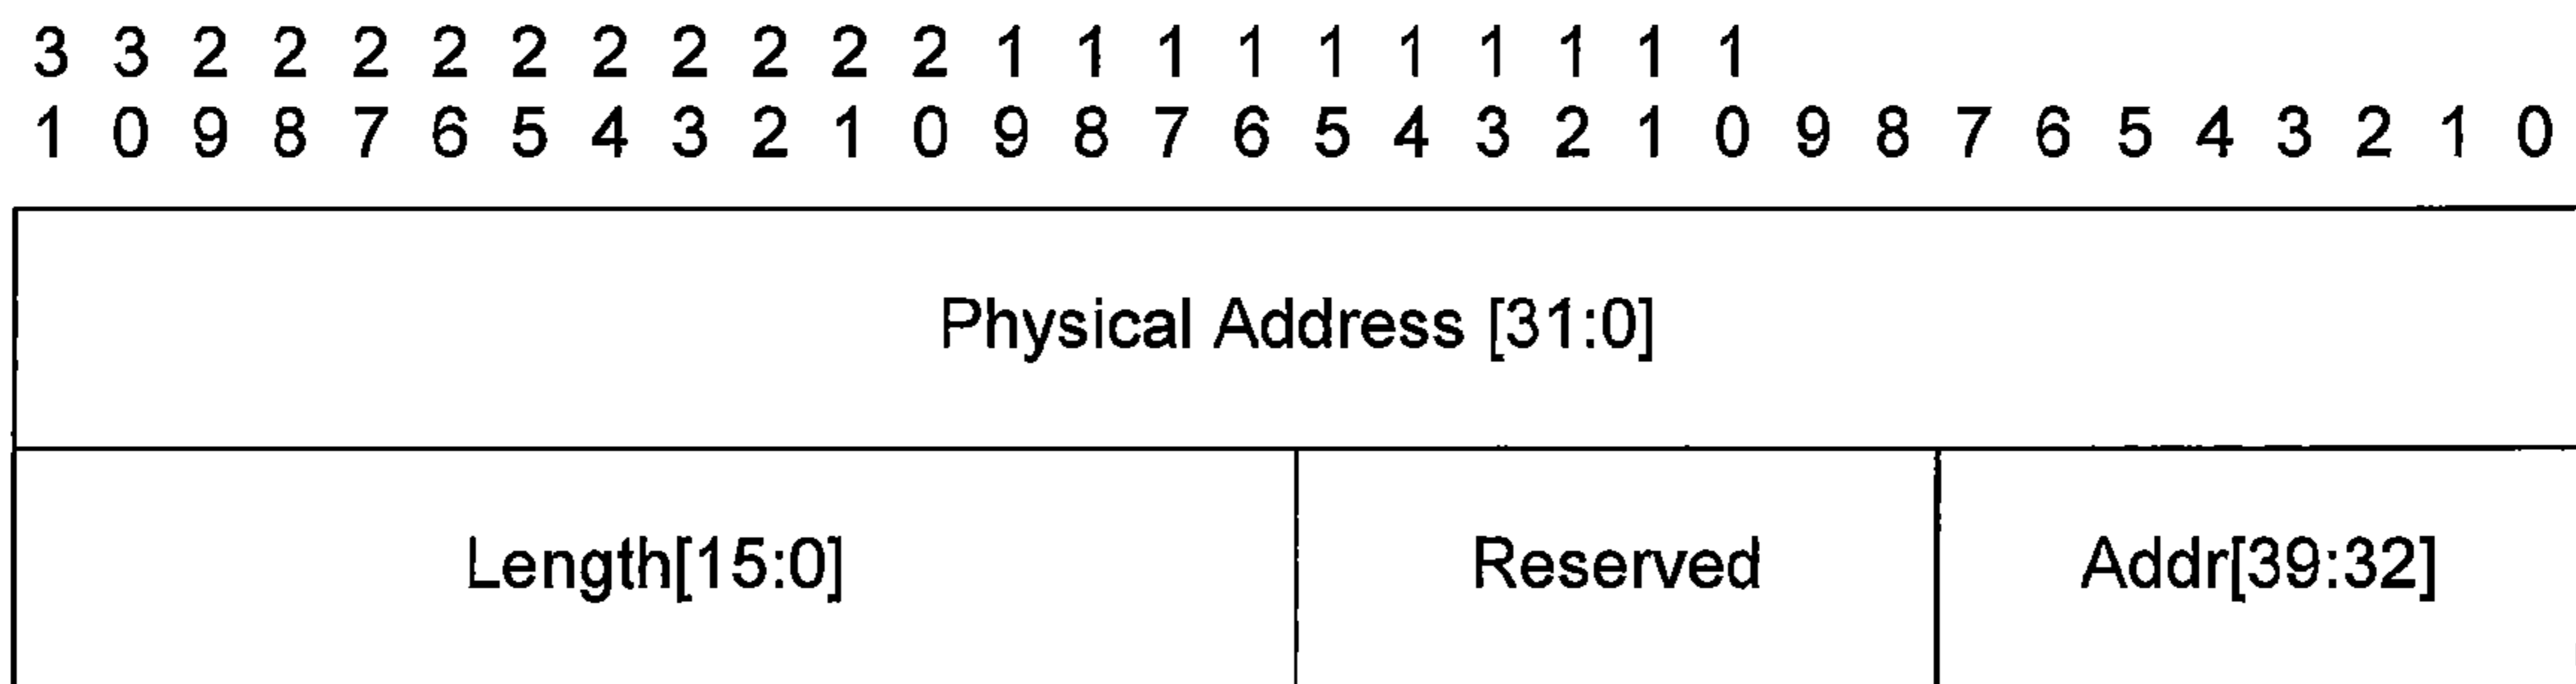 3 3 2 2 2 2 2 2 2 2 2 2 1 1 1 1 1 1 1 1 1 1
1 0 9 8 7 6 5 4 3 2 1 0 9 8 7 6 5 4 3 2 1 0 9 8 7 6 5 4 3 2 1 0
Physical Address [31:0]
Length[15:0] Reserved Addr[39:32]